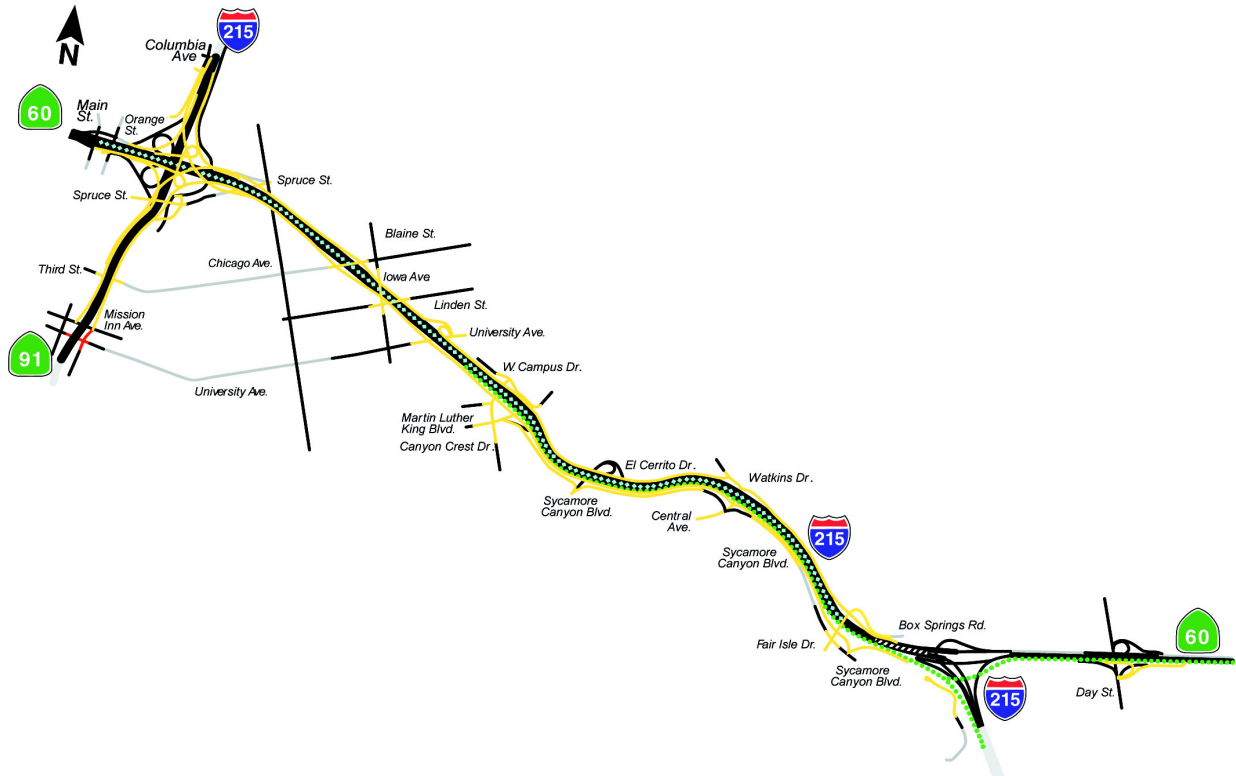 215
Columbia
Ave
N
60
Main
St.
Orange
St.
Spruce St.
Spruce St.
Blaine St.
Chicago Ave.
Third St.
Iowa Ave
Linden St.
Mission
Inn Ave.
University Ave.
91
W. Campus Dr.
University Ave.
Martin Luther
King Blvd.
Canyon Crest Dr.
El Cerrito Dr.
Watkins Dr.
Sycamore
Canyon Blvd.
Central
Ave.
215
Sycamore
Canyon Blvd.
Box Springs Rd.
60
Fair Isle Dr.
Sycamore
Canyon Blvd.
215
Day St.